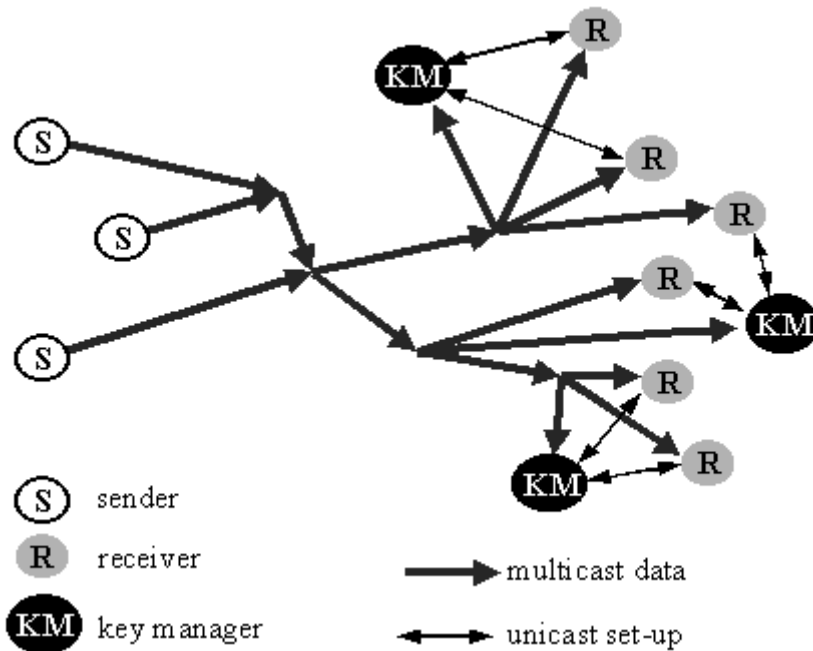 R
KM
S
R
S
R
R
KM
S
R
R
KM
S sender
R receiver
KM key manager
multicast data
unicast set-up